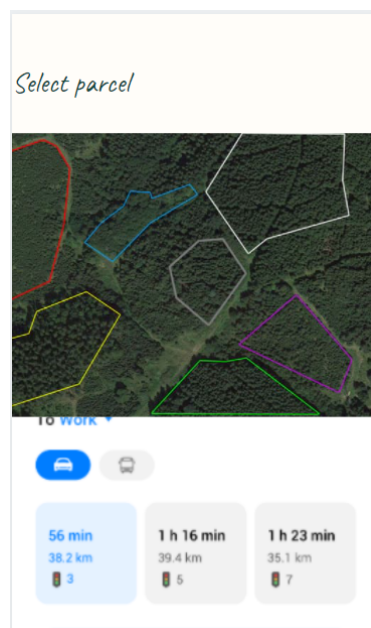 Select parcel
To Work
56 min
1 h 16 min
1 h 23 min
38.2 km
39.4 km
35.1 km
3
5
7